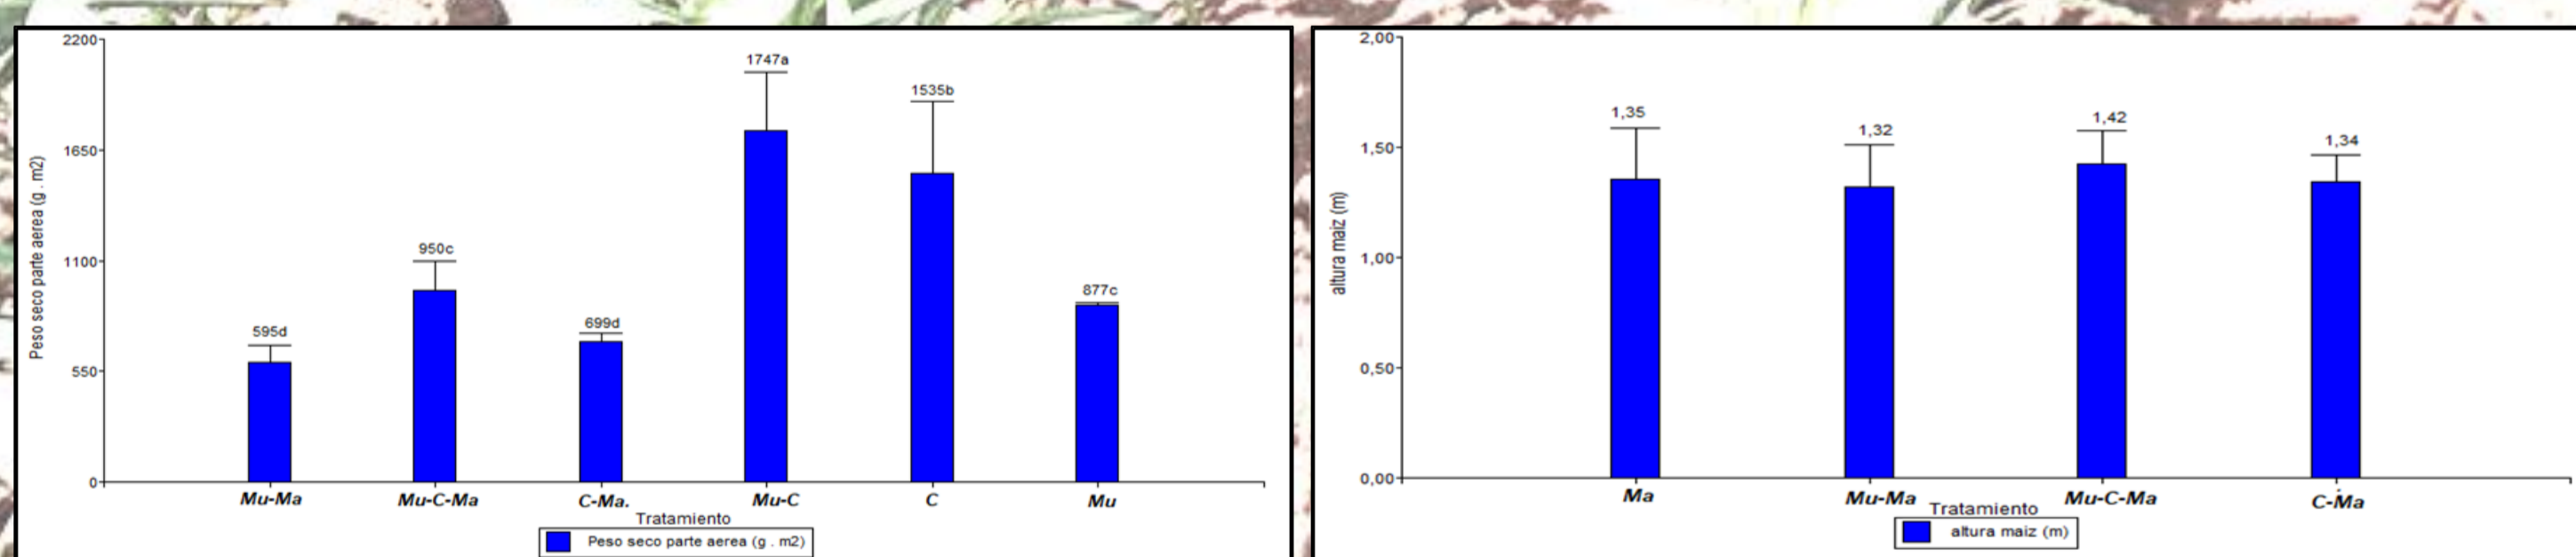 2200
1650
1100
550
0
Peso seco parte aerea (g . m2)
595d
950c
699d
1747a
1535b
877c
Mu-Ma
Mu-C-Ma
C-Ma.
Mu-C
C
Mu
Tratamiento
Peso seco parte aerea (g . m2)
2,00
1,50
1,00
0,50
0,00
altura maiz (m)
1,35
1,32
1,42
1,34
Ma
Mu-Ma
Mu-C-Ma
C-Ma
Tratamiento
altura maiz (m)